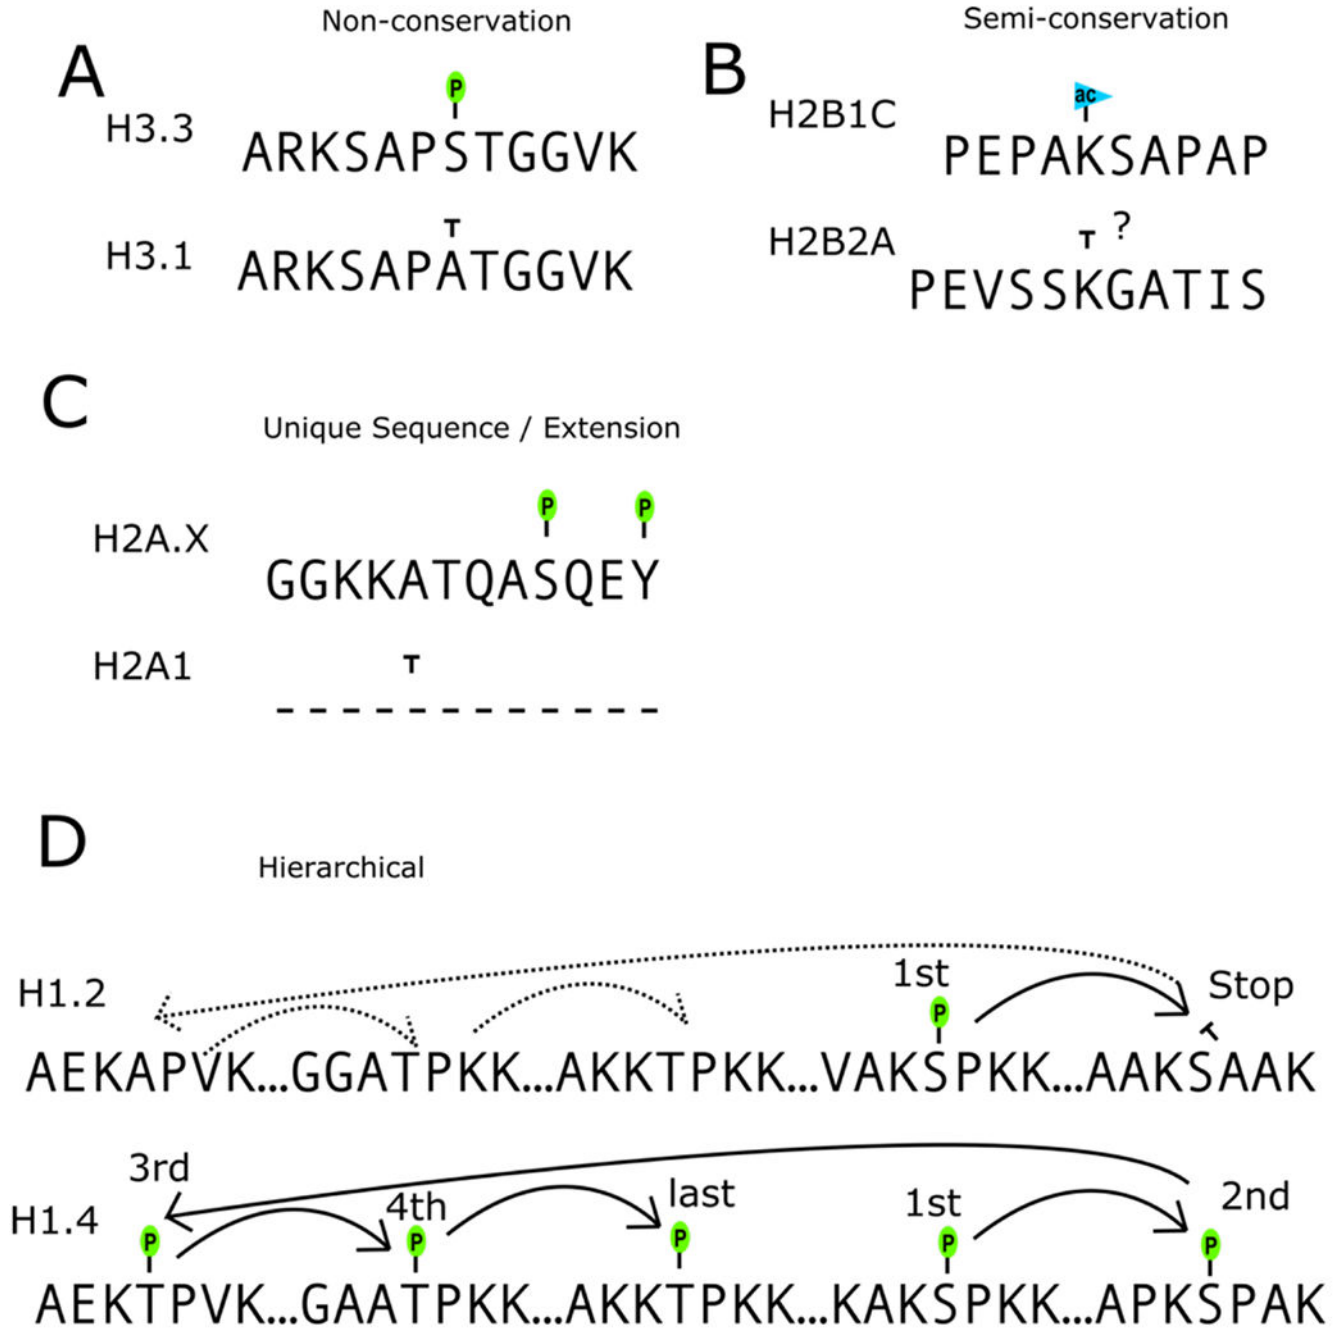 Non-conservation
A
P
H3.3
ARKSAPSTGGVK
H3.1
ARKSAPATGGVK
Semi-conservation
B
ac
H2B1C
PEPAKSAPAP
?
H2B2A
PEVSSKGATIS
C
Unique Sequence / Extension
P P
H2A.X
GGKKATQASQEY
H2A1
- - - - - - - - - - - -
D
Hierarchical
1st
Stop
H1.2
P
AEKAPVK...GGATPKK...AKKTPKK...VAKSPKK...AAKSAAK
3rd 4th last 1st 2nd
H1.4
P P P P P
AEKTPVK...GAATPKK...AKKTPKK...KAKSPKK...APKSPAK